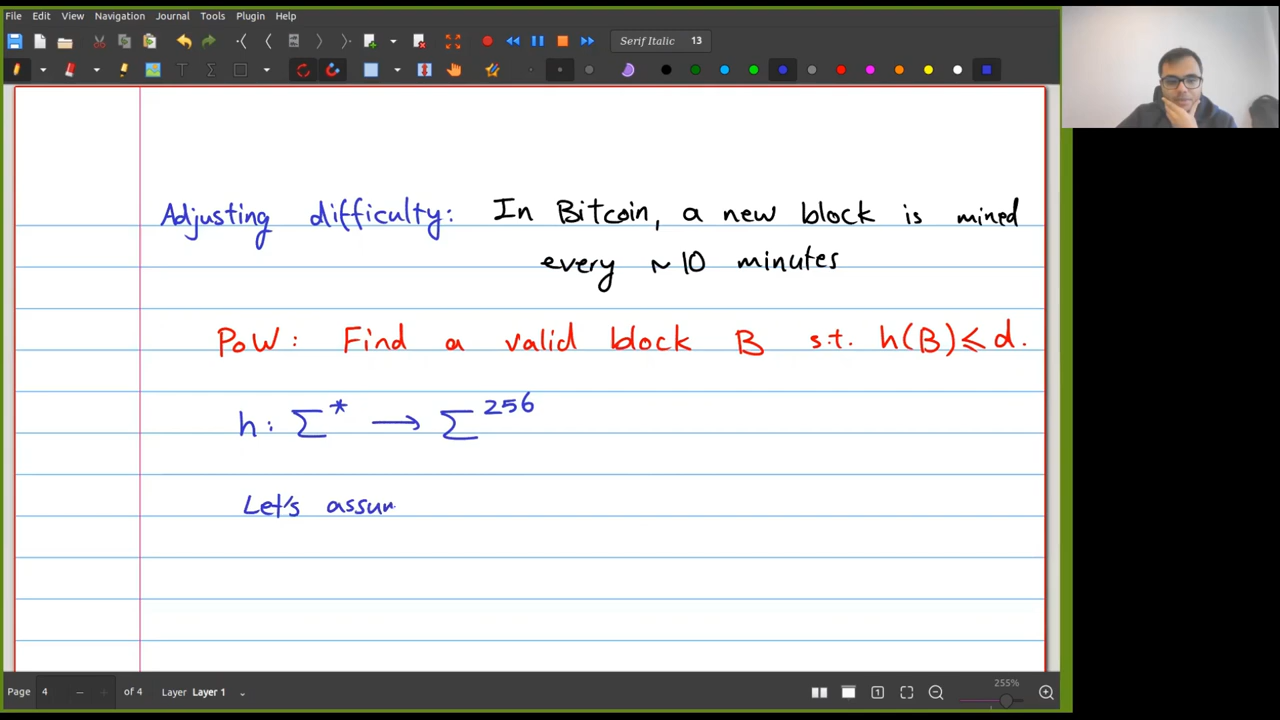 File Edit View Navigation Journal Tools Plugin Help
Serif Italic 13
Adjusting difficulty: In Bitcoin, a new block is mined
every ~10 minutes
PoW: Find a valid block B s.t. h(B)≤d.
h: Σ* → Σ^256
Let's assum
Page 4 of 4 Layer Layer 1 255%